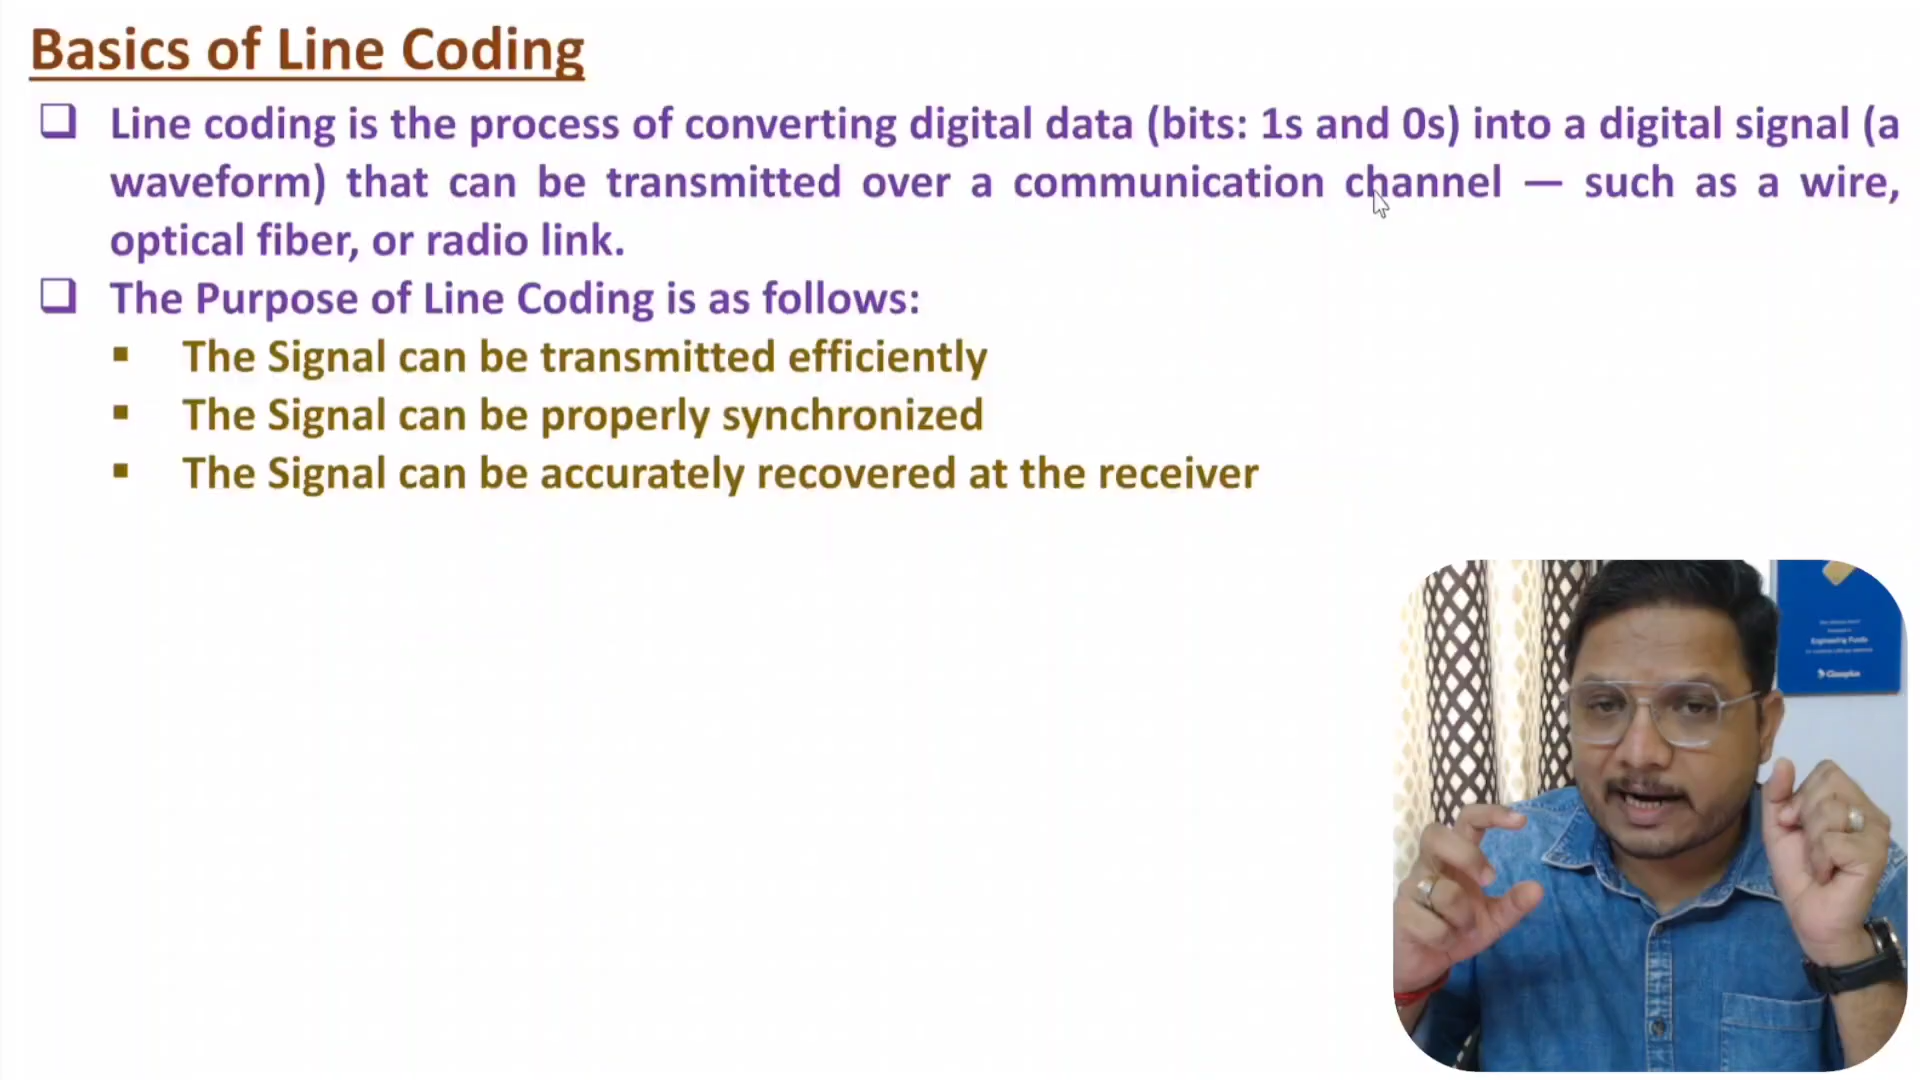 Basics of Line Coding
❑ Line coding is the process of converting digital data (bits: 1s and 0s) into a digital signal (a
waveform) that can be transmitted over a communication channel — such as a wire,
optical fiber, or radio link.
❑ The Purpose of Line Coding is as follows:
▪ The Signal can be transmitted efficiently
▪ The Signal can be properly synchronized
▪ The Signal can be accurately recovered at the receiver
Engineering Funda
Classplus